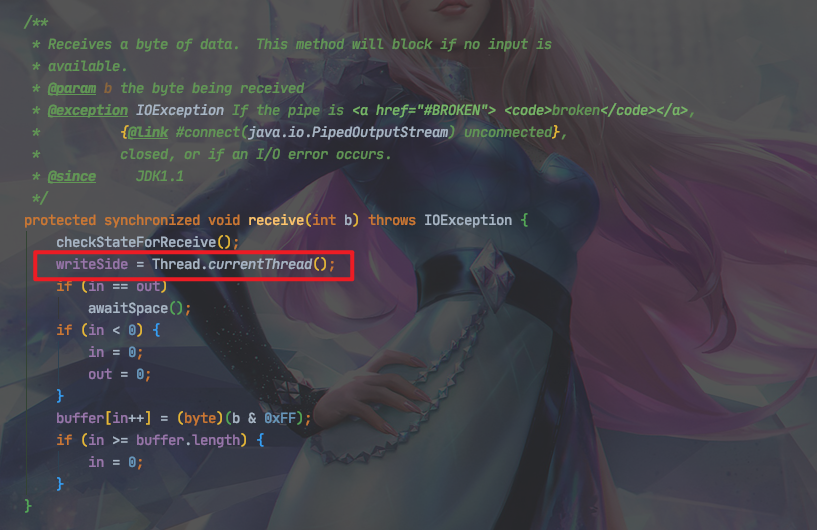 /**
 * Receives a byte of data.  This method will block if no input is
 * available.
 * @param b the byte being received
 * @exception IOException If the pipe is <a href="#BROKEN"> <code>broken</code></a>,
 *          {@link #connect(java.io.PipedOutputStream) unconnected},
 *          closed, or if an I/O error occurs.
 * @since     JDK1.1
 */
protected synchronized void receive(int b) throws IOException {
    checkStateForReceive();
    writeSide = Thread.currentThread();
    if (in == out)
        awaitSpace();
    if (in < 0) {
        in = 0;
        out = 0;
    }
    buffer[in++] = (byte)(b & 0xFF);
    if (in >= buffer.length) {
        in = 0;
    }
}